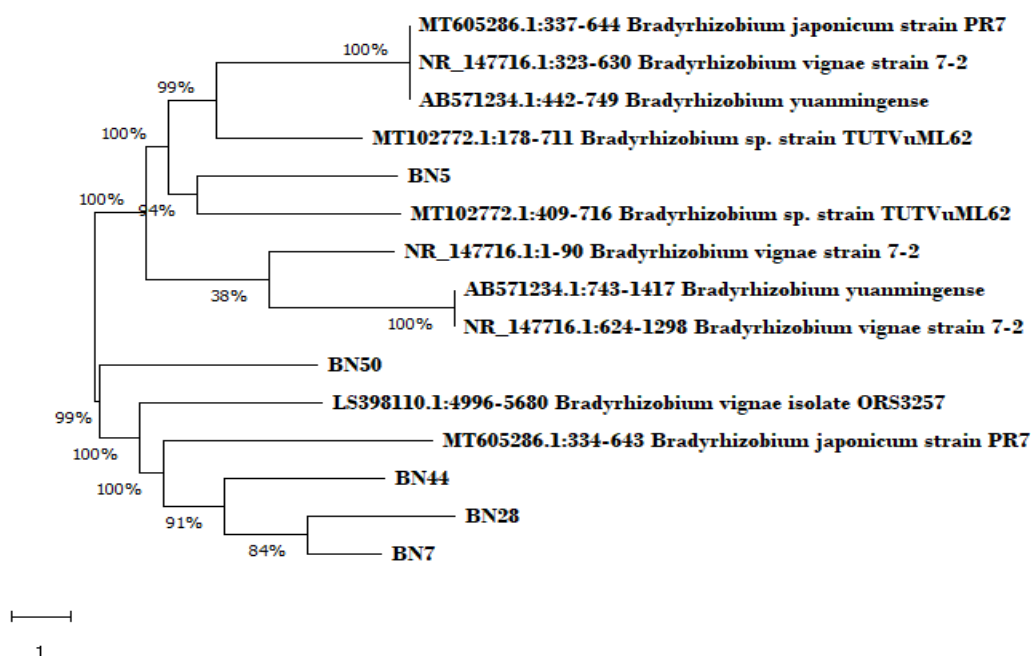 MT605286.1:337-644 Bradyrhizobium japonicum strain PR7
100%
NR_147716.1:323-630 Bradyrhizobium vignae strain 7-2
99%
AB571234.1:442-749 Bradyrhizobium yuanmingense
100%
MT102772.1:178-711 Bradyrhizobium sp. strain TUTVuML62
BN5
100%
94%
MT102772.1:409-716 Bradyrhizobium sp. strain TUTVuML62
NR_147716.1:1-90 Bradyrhizobium vignae strain 7-2
38%
AB571234.1:743-1417 Bradyrhizobium yuanmingense
100%
NR_147716.1:624-1298 Bradyrhizobium vignae strain 7-2
BN50
LS398110.1:4996-5680 Bradyrhizobium vignae isolate ORS3257
99%
MT605286.1:334-643 Bradyrhizobium japonicum strain PR7
100%
BN44
100%
BN28
91%
84%
BN7
1